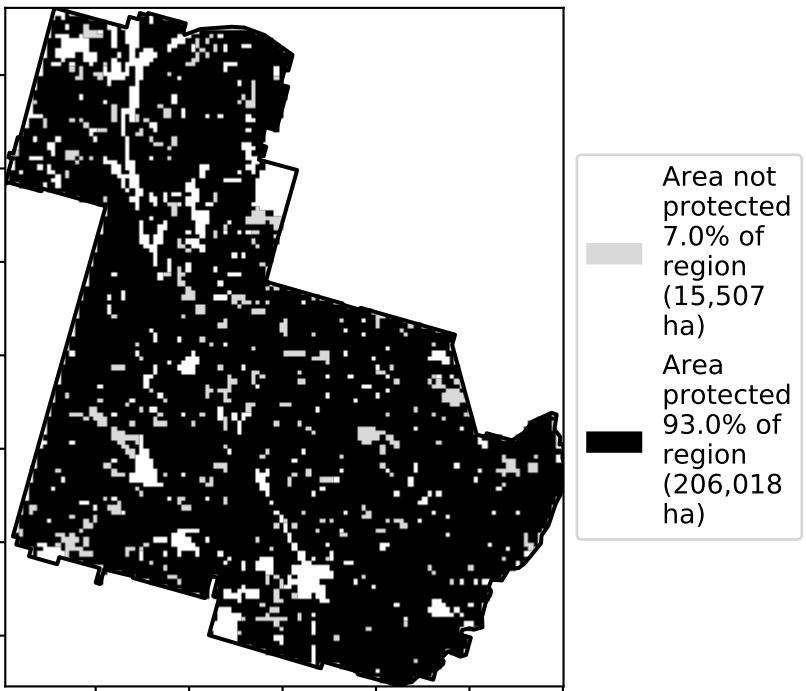 Area not
protected
7.0% of
region
(15,507
ha)
Area
protected
93.0% of
region
(206,018
ha)